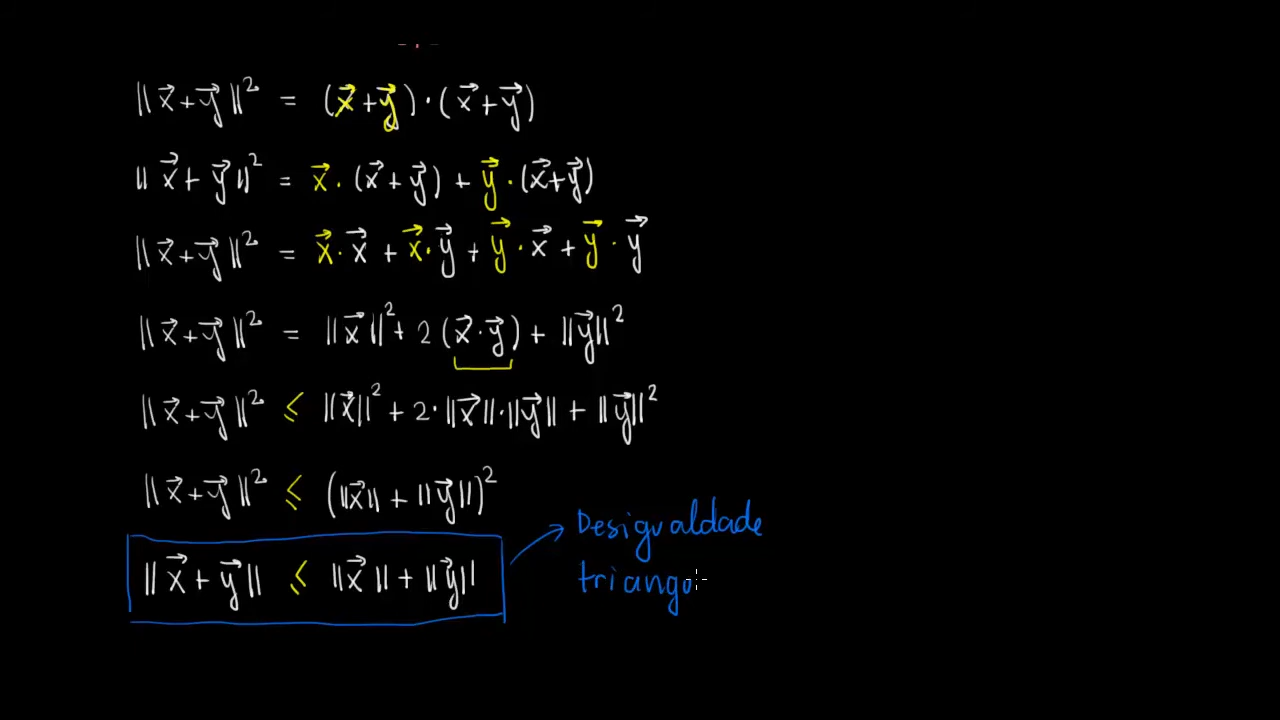 ||x⃗+y⃗||² = (x⃗+y⃗)·(x⃗+y⃗)
||x⃗+y⃗||² = x⃗·(x⃗+y⃗) + y⃗·(x⃗+y⃗)
||x⃗+y⃗||² = x⃗·x⃗ + x⃗·y⃗ + y⃗·x⃗ + y⃗·y⃗
||x⃗+y⃗||² = ||x⃗||² + 2(x⃗·y⃗) + ||y⃗||²
||x⃗+y⃗||² ≤ ||x⃗||² + 2·||x⃗||·||y⃗|| + ||y⃗||²
||x⃗+y⃗||² ≤ (||x⃗|| + ||y⃗||)²
||x⃗+y⃗|| ≤ ||x⃗|| + ||y⃗||
Desigualdade
triango